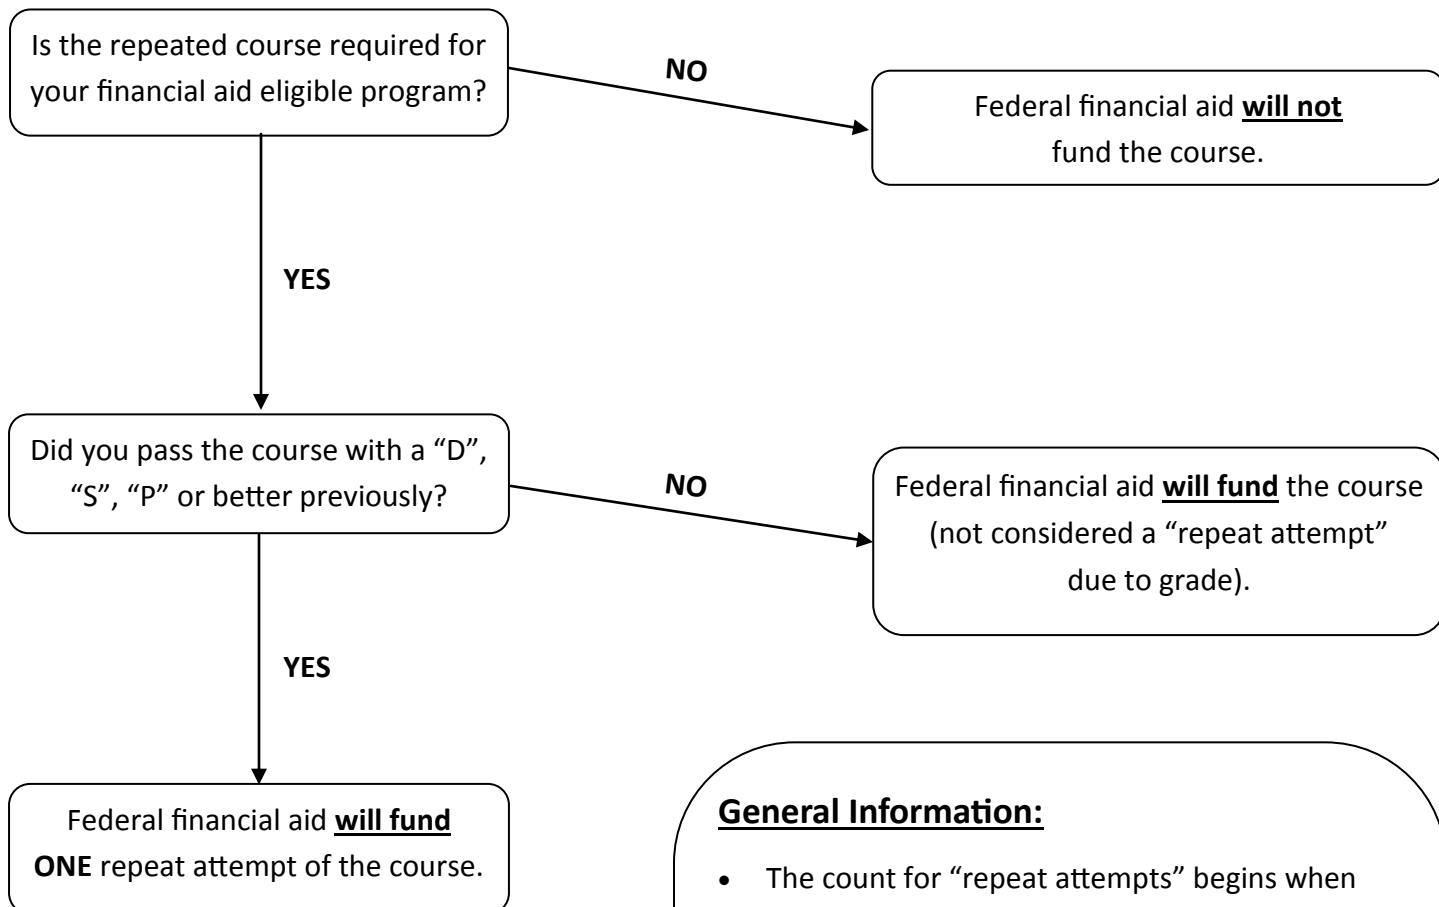 Is the repeated course required for
your financial aid eligible program?
NO
Federal financial aid will not
fund the course.
YES
Did you pass the course with a “D”,
“S”, “P” or better previously?
NO
Federal financial aid will fund the course
(not considered a “repeat attempt”
due to grade).
YES
Federal financial aid will fund
ONE repeat attempt of the course.
General Information:
• The count for “repeat attempts” begins when